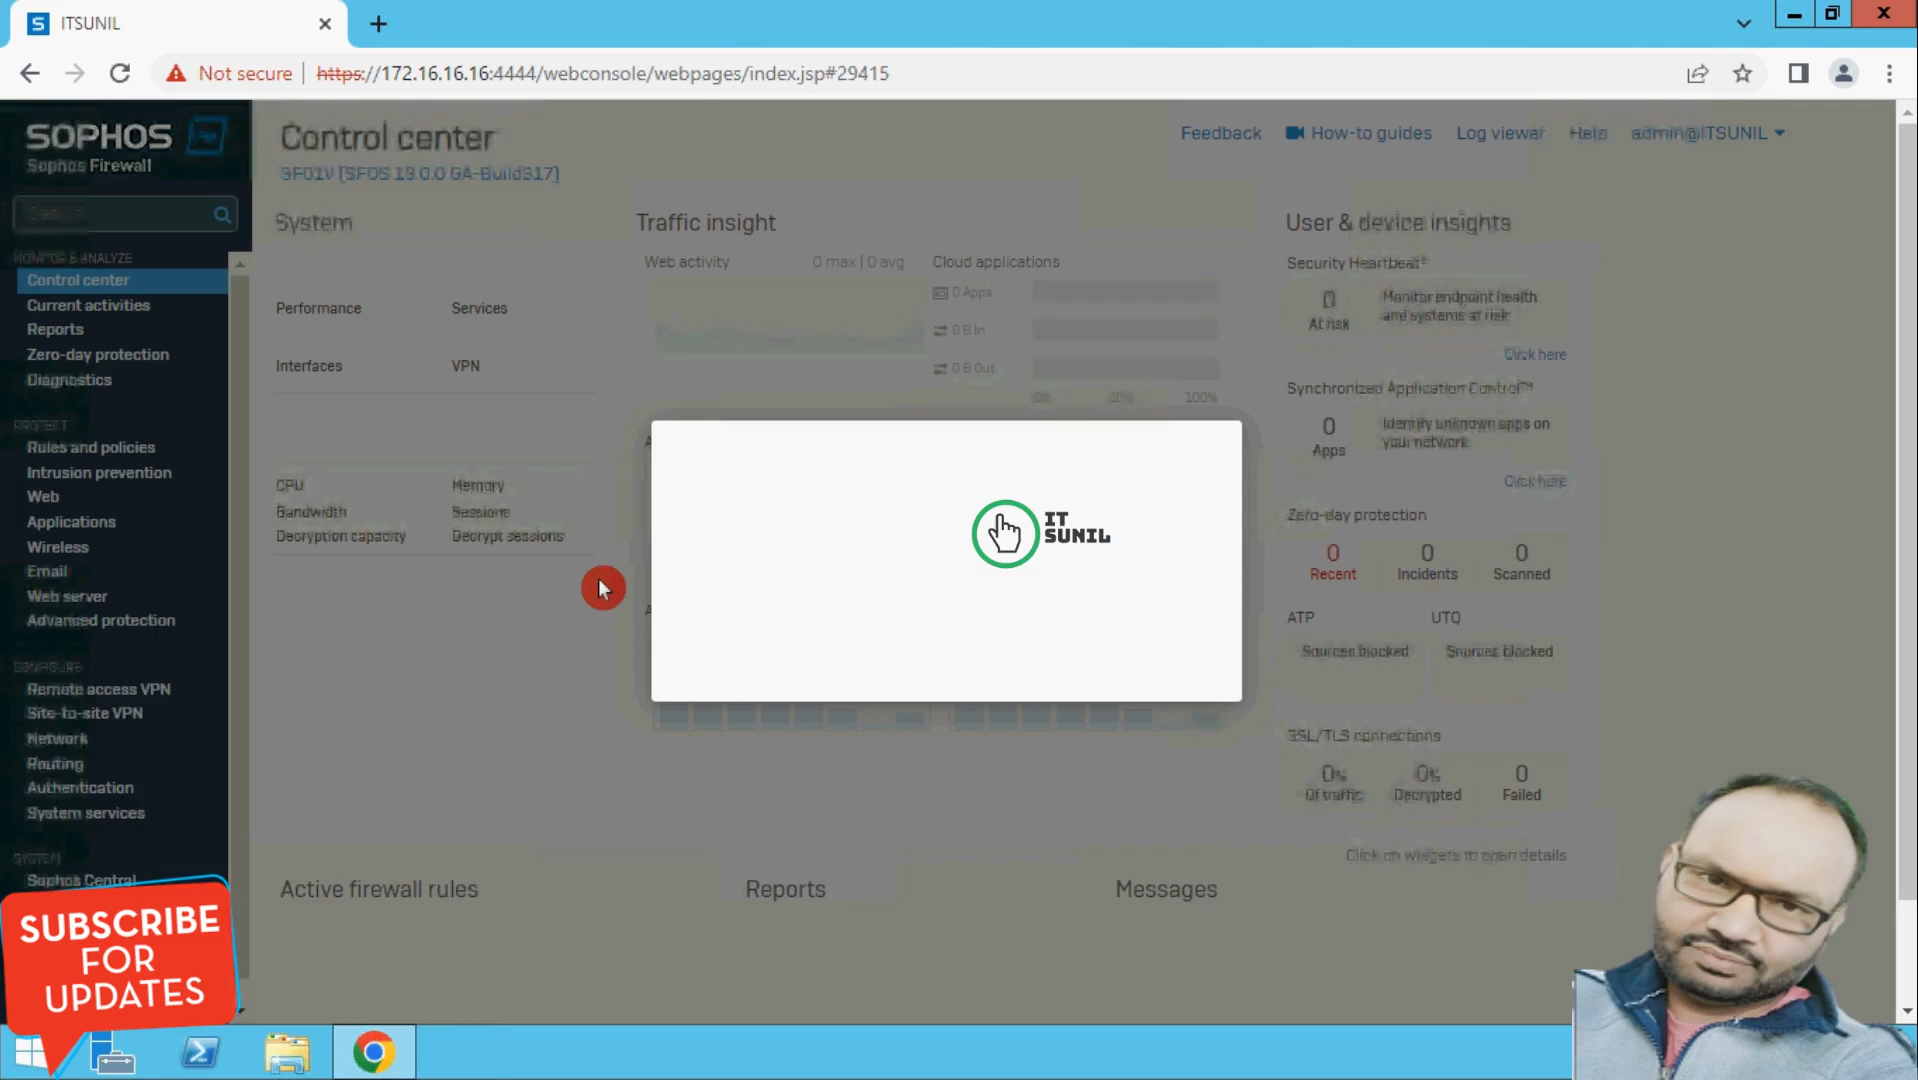 ITSUNIL
Not secure https://172.16.16.16:4444/webconsole/webpages/index.jsp#29415
SOPHOS
Sophos Firewall
Search
MONITOR & ANALYZE
Control center
Current activities
Reports
Zero-day protection
Diagnostics
PROTECT
Rules and policies
Intrusion prevention
Web
Applications
Wireless
Email
Web server
Advanced protection
CONFIGURE
Remote access VPN
Site-to-site VPN
Network
Routing
Authentication
System services
SYSTEM
Sophos Central
Control center
SF01V [SFOS 19.0.0 GA-Build317]
Feedback How-to guides Log viewer Help admin@ITSUNIL
System
Performance Services
Interfaces VPN
CPU Memory
Bandwidth Sessions
Decryption capacity Decrypt sessions
Traffic insight
Web activity 0 max | 0 avg
Cloud applications
0 Apps
0 B In
0 B Out
0% 100%
A
A
IT
SUNIL
User & device insights
Security Heartbeat
0 Monitor endpoint health
At risk and systems at risk
Click here
Synchronized Application Control™
0 Identify unknown apps on
Apps your network
Click here
Zero-day protection
0 0 0
Recent Incidents Scanned
ATP UTQ
Sources blocked Sources blocked
SSL/TLS connections
0% 0% 0
Of traffic Decrypted Failed
Click on widgets to open details
Active firewall rules Reports Messages
SUBSCRIBE
FOR
UPDATES